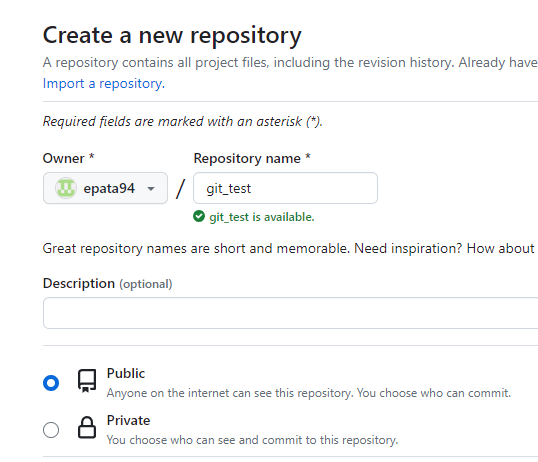 Create a new repository
A repository contains all project files, including the revision history. Already have
Import a repository.
Required fields are marked with an asterisk (*).
Owner *
Repository name *
epata94
/
git_test
git_test is available.
Great repository names are short and memorable. Need inspiration? How about
Description (optional)
Public
Anyone on the internet can see this repository. You choose who can commit.
Private
You choose who can see and commit to this repository.